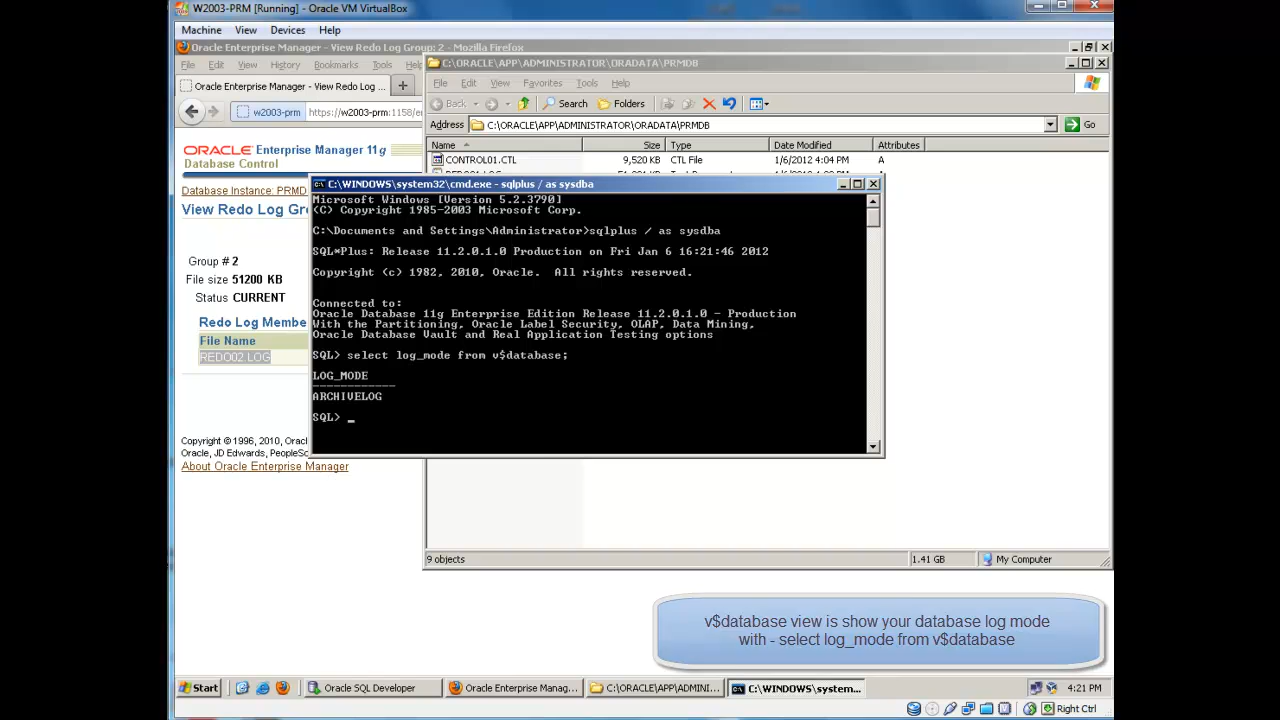 W2003-PRM [Running] - Oracle VM VirtualBox
Machine View Devices Help
Oracle Enterprise Manager - View Redo Log Group: 2 - Mozilla Firefox
File Edit View History Bookmarks Tools Help
C:\ORACLE\APP\ADMINISTRATOR\ORADATA\PRMDB
File Edit View Favorites Tools Help
Oracle Enterprise Manager - View Redo Log ...
Back Search Folders
w2003-prm https://w2003-prm:1158/e
Address C:\ORACLE\APP\ADMINISTRATOR\ORADATA\PRMDB Go
Name Size Type Date Modified Attributes
CONTROL01.CTL 9,520 KB CTL File 1/6/2012 4:04 PM A
ORACLE Enterprise Manager 11g
Database Control
Database Instance: PRMD
View Redo Log Gr
Group # 2
File size 51200 KB
Status CURRENT
Redo Log Membe
File Name
REDO02.LOG
Copyright © 1996, 2010, Orac
Oracle, JD Edwards, PeopleS
About Oracle Enterprise Manager
C:\WINDOWS\system32\cmd.exe - sqlplus / as sysdba
Microsoft Windows [Version 5.2.3790]
(C) Copyright 1985-2003 Microsoft Corp.
C:\Documents and Settings\Administrator>sqlplus / as sysdba
SQL*Plus: Release 11.2.0.1.0 Production on Fri Jan 6 16:21:46 2012
Copyright (c) 1982, 2010, Oracle. All rights reserved.
Connected to:
Oracle Database 11g Enterprise Edition Release 11.2.0.1.0 - Production
With the Partitioning, Oracle Label Security, OLAP, Data Mining,
Oracle Database Vault and Real Application Testing options
SQL> select log_mode from v$database;
LOG_MODE
------------
ARCHIVELOG
SQL> _
9 objects 1.41 GB My Computer
v$database view is show your database log mode
with - select log_mode from v$database
Start Oracle SQL Developer Oracle Enterprise Manag... C:\ORACLE\APP\ADMINI... C:\WINDOWS\system... 4:21 PM
Right Ctrl